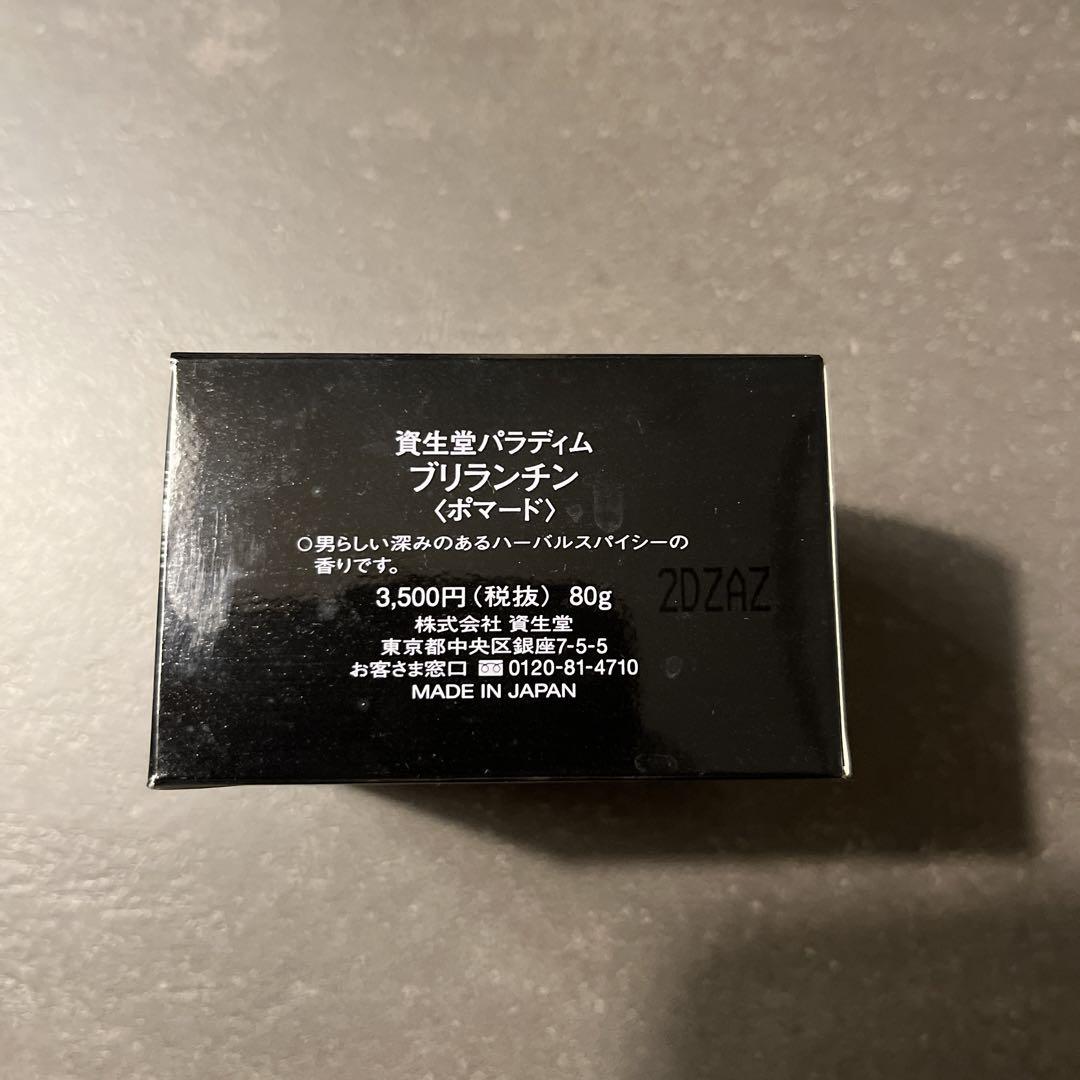 資生堂パラディム
ブリランチン
〈ポマード〉
○男らしい深みのあるハーバルスパイシーの
香りです。
3,500円(税抜) 80g
2DZAZ
株式会社 資生堂
東京都中央区銀座7-5-5
お客さま窓口 0120-81-4710
MADE IN JAPAN